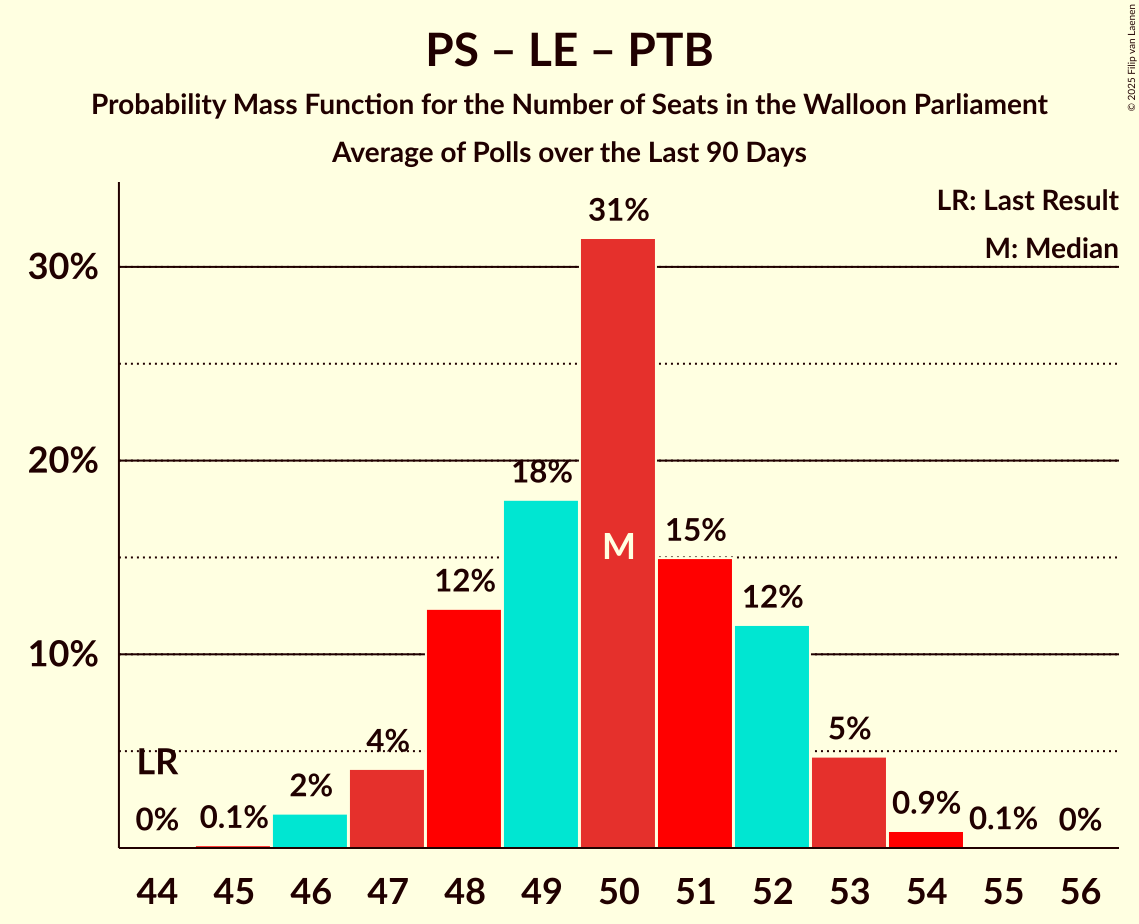 PS – LE – PTB
Probability Mass Function for the Number of Seats in the Walloon Parliament
Average of Polls over the Last 90 Days
© 2025 Filip van Laenen
LR: Last Result
M: Median
30%
20%
10%
LR
0%
0.1%
2%
4%
12%
18%
31%
M
15%
12%
5%
0.9%
0.1%
0%
44 45 46 47 48 49 50 51 52 53 54 55 56